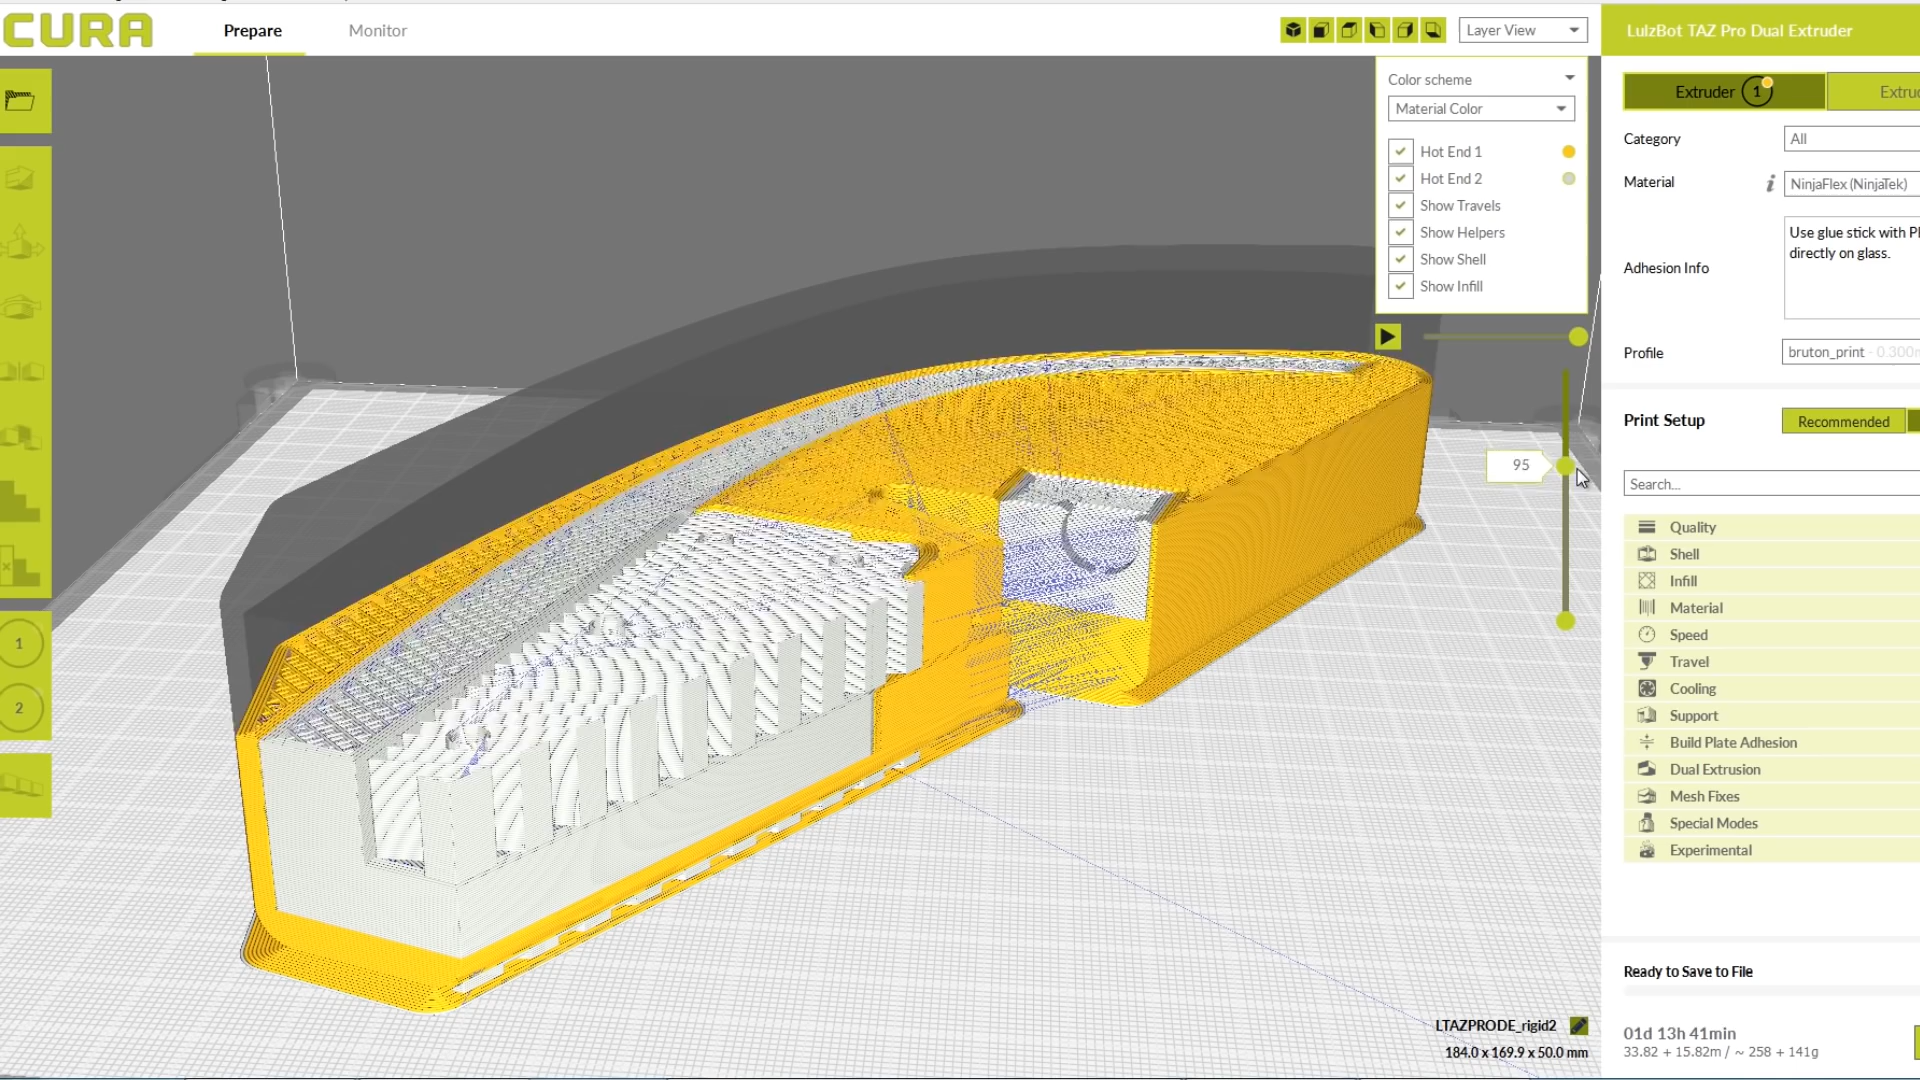 CURA
Prepare
Monitor
Layer View
LulzBot TAZ Pro Dual Extruder
Color scheme
Material Color
Hot End 1
Hot End 2
Show Travels
Show Helpers
Show Shell
Show Infill
Extruder 1
Category
All
Material
i NinjaFlex (NinjaTek)
Adhesion Info
Use glue stick with
directly on glass.
Profile
bruton_print - 0.300m
Print Setup
Recommended
95
Search...
Quality
Shell
Infill
Material
Speed
Travel
Cooling
Support
Build Plate Adhesion
Dual Extrusion
Mesh Fixes
Special Modes
Experimental
1
2
Ready to Save to File
LTAZPRODE_rigid2
184.0 x 169.9 x 50.0 mm
01d 13h 41min
33.82 + 15.82m / ~ 258 + 141g